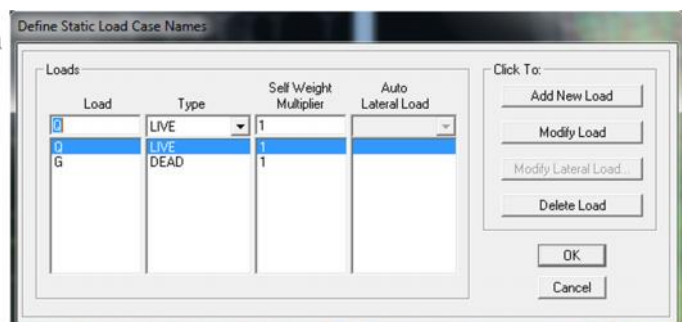 Define Static Load Case Names
Loads
Click To:
Load Type Self Weight Multiplier Auto Lateral Load
Q LIVE 1
Q LIVE 1
G DEAD 1
Add New Load
Modify Load
Modify Lateral Load...
Delete Load
OK
Cancel